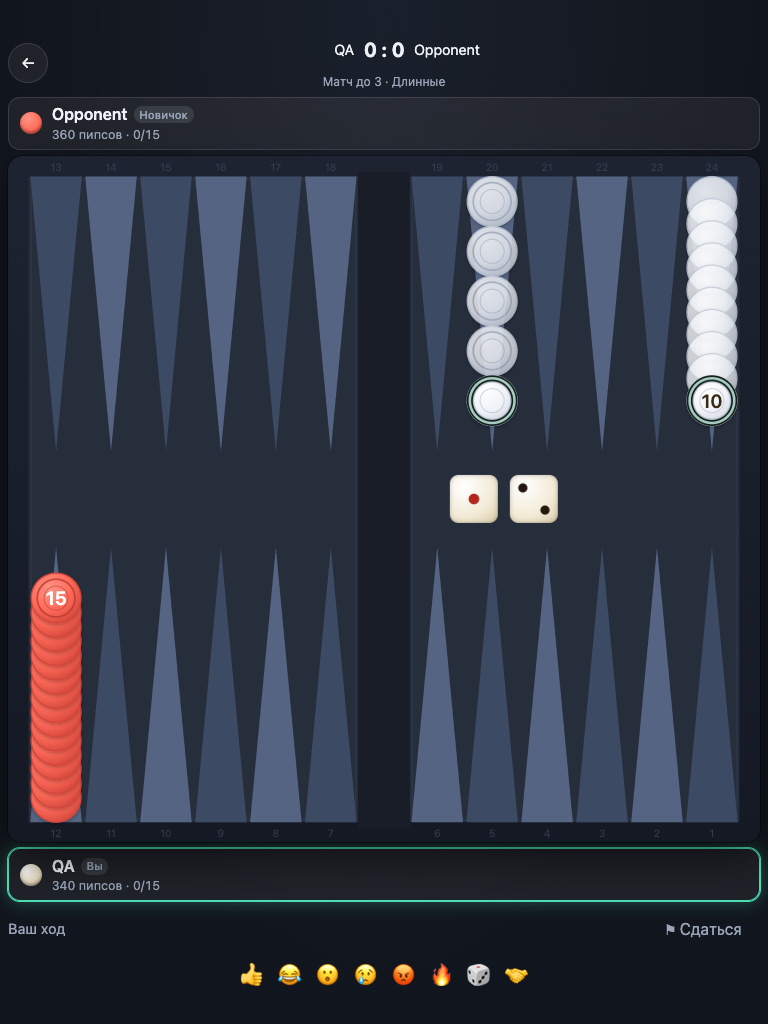 QA 0 : 0 Opponent
Матч до 3 · Длинные
Opponent Новичок
360 пипсов · 0/15
13 14 15 16 17 18 19 20 21 22 23 24
10
15
12 11 10 9 8 7 6 5 4 3 2 1
QA Вы
340 пипсов · 0/15
Ваш ход
Сдаться